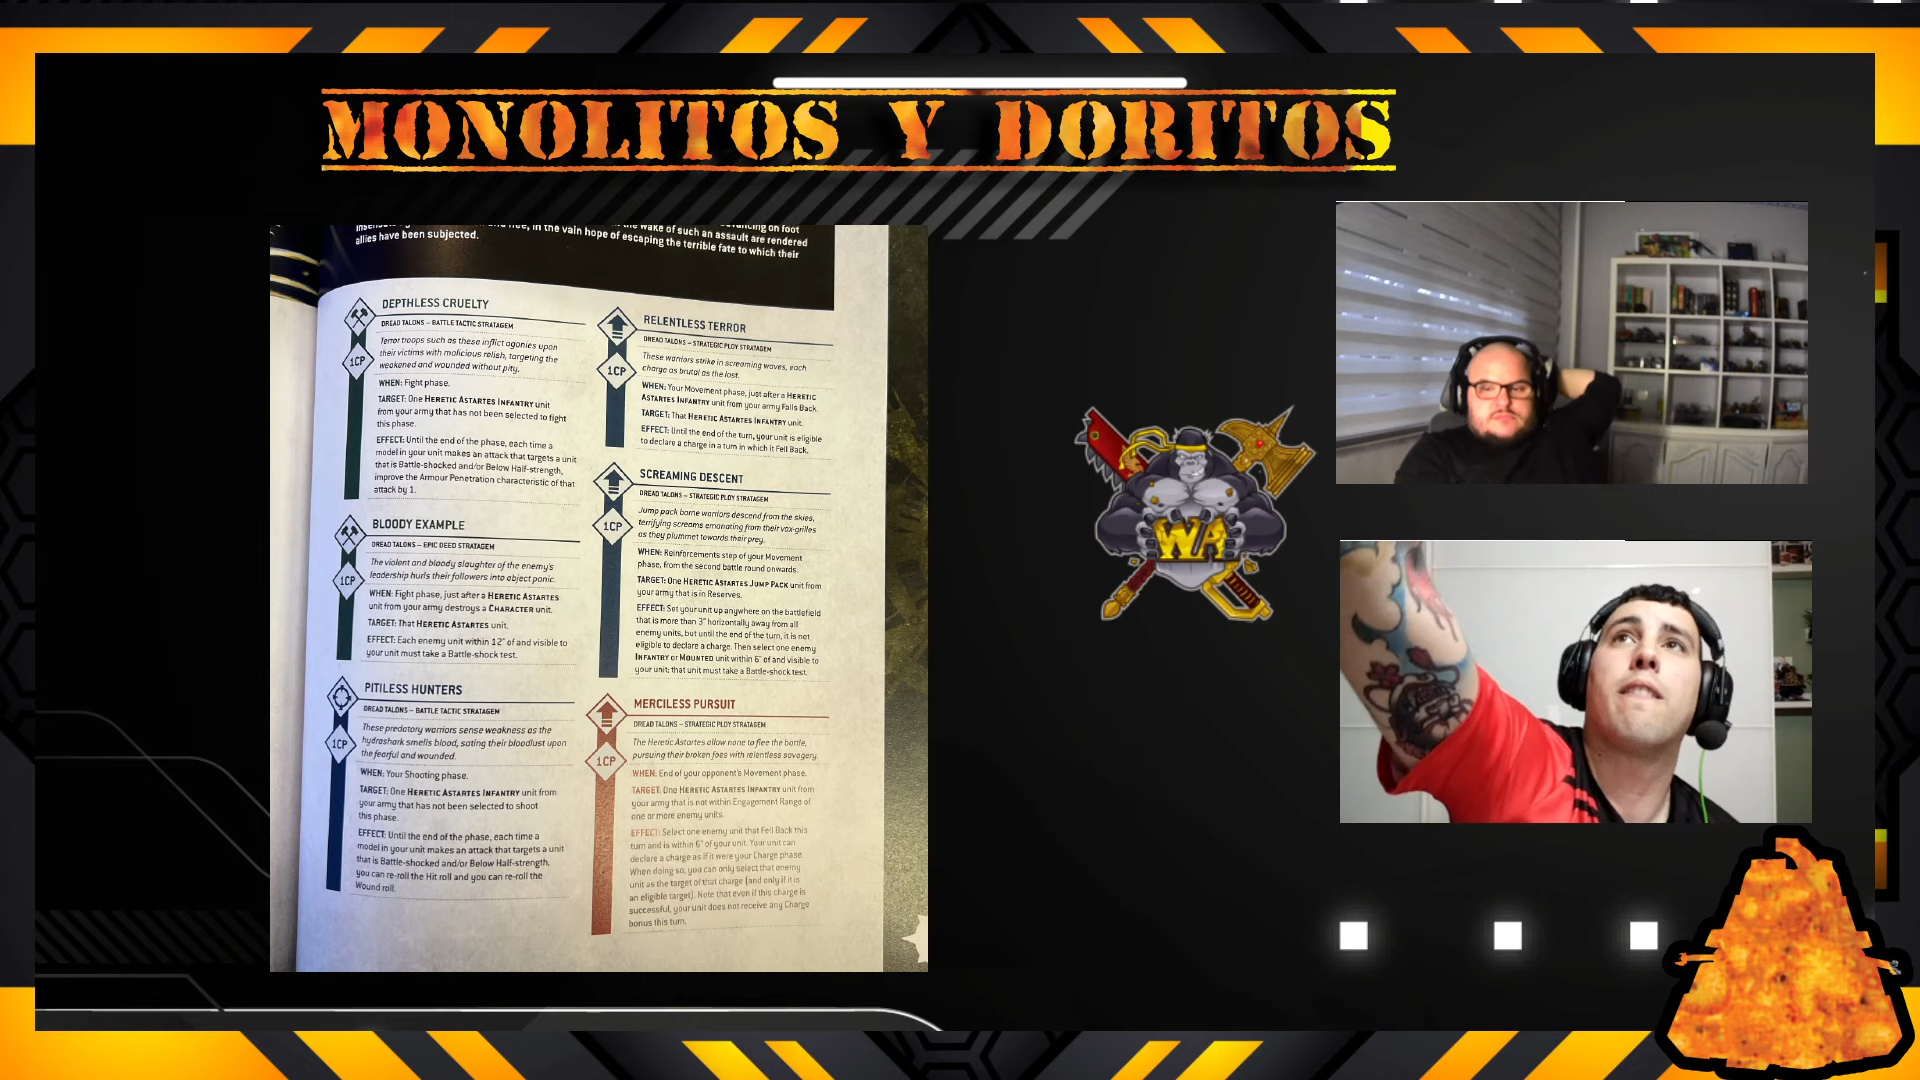 MONOLITOS Y DORITOS
the wake of such an assault are rendered
in the vain hope of escaping the terrible fate to which their
allies have been subjected.
DEPTHLESS CRUELTY
DREAD TALONS – BATTLE TACTIC STRATAGEM
1CP
Terror troops such as these inflict agonies upon
their victims with malicious relish, targeting the
weakened and wounded without pity.
WHEN: Fight phase.
TARGET: One HERETIC ASTARTES INFANTRY unit
from your army that has not been selected to fight
this phase.
EFFECT: Until the end of the phase, each time a
model in your unit makes an attack that targets a unit
that is Battle-shocked and/or Below Half-strength,
improve the Armour Penetration characteristic of that
attack by 1.
BLOODY EXAMPLE
DREAD TALONS – EPIC DEED STRATAGEM
1CP
The violent and bloody slaughter of the enemy's
leadership hurls their followers into abject panic.
WHEN: Fight phase, just after a HERETIC ASTARTES
unit from your army destroys a CHARACTER unit.
TARGET: That HERETIC ASTARTES unit.
EFFECT: Each enemy unit within 12" of and visible to
your unit must take a Battle-shock test.
PITILESS HUNTERS
DREAD TALONS – BATTLE TACTIC STRATAGEM
1CP
These predatory warriors sense weakness as the
hydroshark smells blood, sating their bloodlust upon
the fearful and wounded.
WHEN: Your Shooting phase.
TARGET: One HERETIC ASTARTES INFANTRY unit from
your army that has not been selected to shoot
this phase.
EFFECT: Until the end of the phase, each time a
model in your unit makes an attack that targets a unit
that is Battle-shocked and/or Below Half-strength,
you can re-roll the Hit roll and you can re-roll the
Wound roll.
RELENTLESS TERROR
DREAD TALONS – STRATEGIC PLOY STRATAGEM
1CP
These warriors strike in screaming waves, each
charge as brutal as the last.
WHEN: Your Movement phase, just after a HERETIC
ASTARTES INFANTRY unit from your army Falls Back.
TARGET: That HERETIC ASTARTES INFANTRY unit.
EFFECT: Until the end of the turn, your unit is eligible
to declare a charge in a turn in which it Fell Back.
SCREAMING DESCENT
DREAD TALONS – STRATEGIC PLOY STRATAGEM
1CP
Jump pack borne warriors descend from the skies,
terrifying screams emanating from their vox-grilles
as they plummet towards their prey.
WHEN: Reinforcements step of your Movement
phase, from the second battle round onwards.
TARGET: One HERETIC ASTARTES JUMP PACK unit from
your army that is in Reserves.
EFFECT: Set your unit up anywhere on the battlefield
that is more than 3" horizontally away from all
enemy units, but until the end of the turn, it is not
eligible to declare a charge. Then select one enemy
INFANTRY or MOUNTED unit within 6" of and visible to
your unit; that unit must take a Battle-shock test.
MERCILESS PURSUIT
DREAD TALONS – STRATEGIC PLOY STRATAGEM
1CP
The Heretic Astartes allow none to flee the battle,
pursuing their broken foes with relentless savagery.
WHEN: End of your opponent's Movement phase.
TARGET: One HERETIC ASTARTES INFANTRY unit from
your army that is not within Engagement Range of
one or more enemy units.
EFFECT: Select one enemy unit that Fell Back this
turn and is within 6" of your unit. Your unit can
declare a charge as if it were your Charge phase.
When doing so, you can only select that enemy
unit as the target of that charge (and only if it is
an eligible target). Note that even if this charge is
successful, your unit does not receive any Charge
bonus this turn.